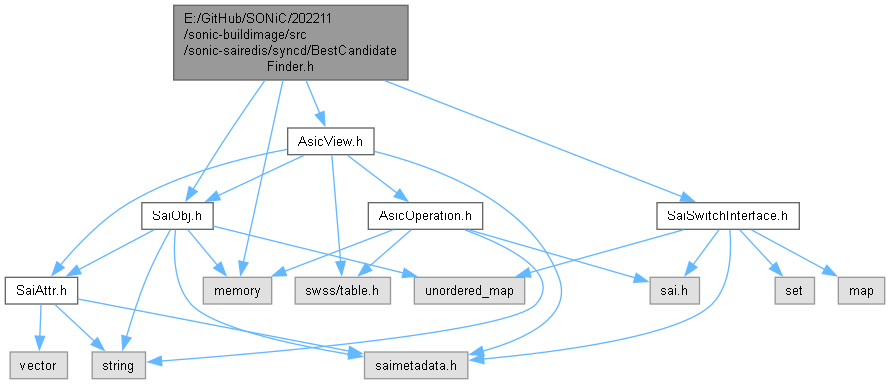 E:/GitHub/SONiC/202211
/sonic-buildimage/src
/sonic-sairedis/syncd/BestCandidate
Finder.h
AsicView.h
SaiObj.h
AsicOperation.h
SaiSwitchInterface.h
SaiAttr.h
memory
swss/table.h
unordered_map
sai.h
set
map
vector
string
saimetadata.h